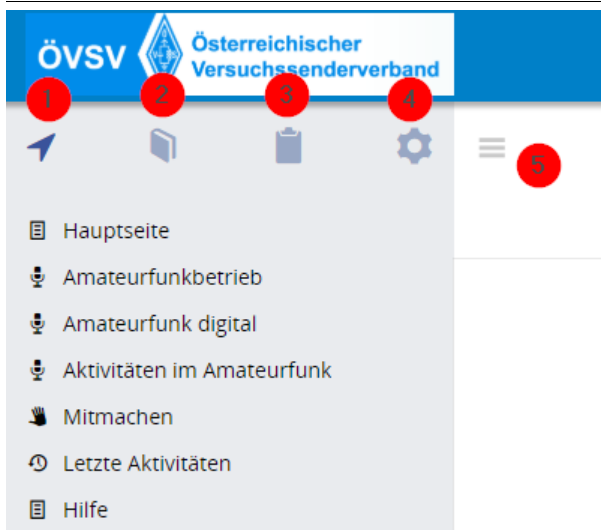 ÖVSV
Österreichischer
Versuchssenderverband
1
2
3
4
5
Hauptseite
Amateurfunkbetrieb
Amateurfunk digital
Aktivitäten im Amateurfunk
Mitmachen
Letzte Aktivitäten
Hilfe